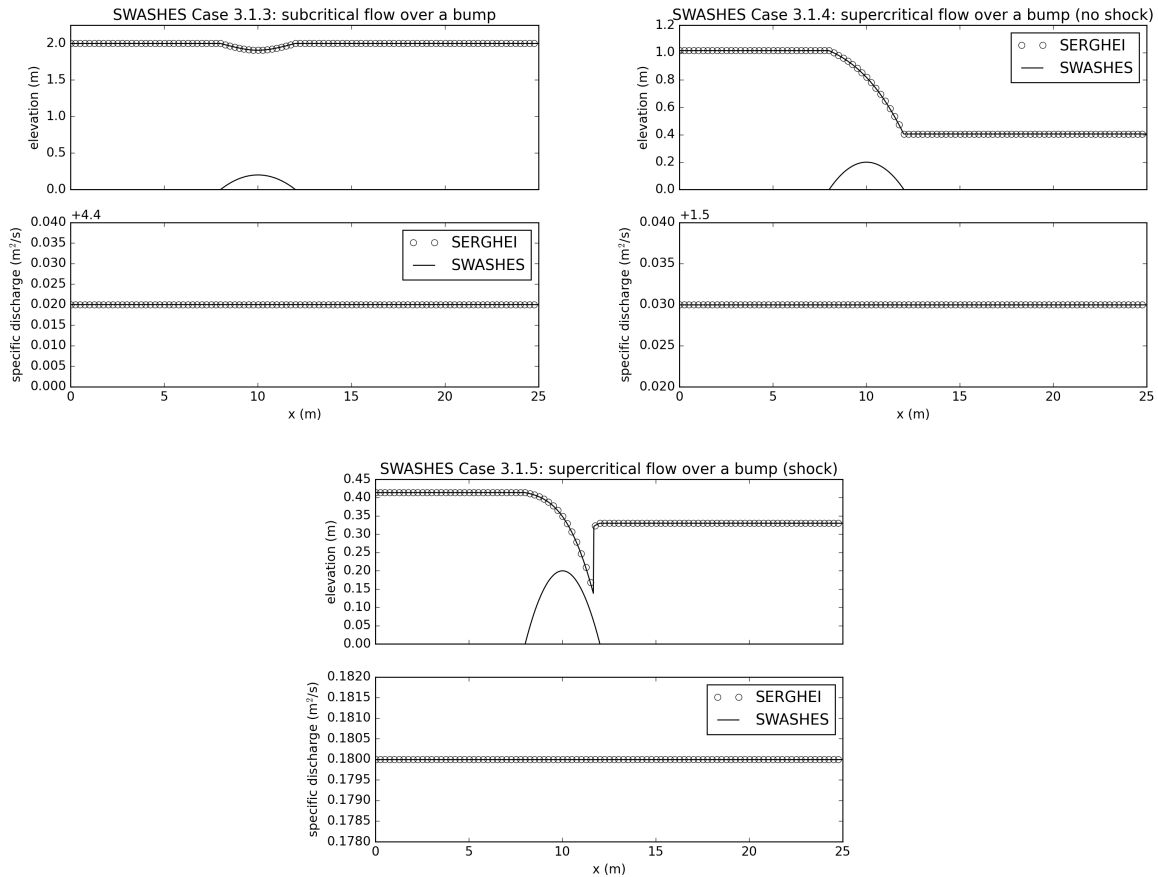 SWASHES Case 3.1.3: subcritical flow over a bump
2.0
1.5
1.0
0.5
0.0
elevation (m)
+4.4
0.040
0.035
0.030
0.025
0.020
0.015
0.010
0.005
0.000
specific discharge (m²/s)
SERGHEI
SWASHES
0 5 10 15 20 25
x (m)
SWASHES Case 3.1.4: supercritical flow over a bump (no shock)
1.2
1.0
0.8
0.6
0.4
0.2
0.0
elevation (m)
SERGHEI
SWASHES
+1.5
0.040
0.035
0.030
0.025
0.020
specific discharge (m²/s)
0 5 10 15 20 25
x (m)
SWASHES Case 3.1.5: supercritical flow over a bump (shock)
0.45
0.40
0.35
0.30
0.25
0.20
0.15
0.10
0.05
0.00
elevation (m)
0.1820
0.1815
0.1810
0.1805
0.1800
0.1795
0.1790
0.1785
0.1780
specific discharge (m²/s)
SERGHEI
SWASHES
0 5 10 15 20 25
x (m)